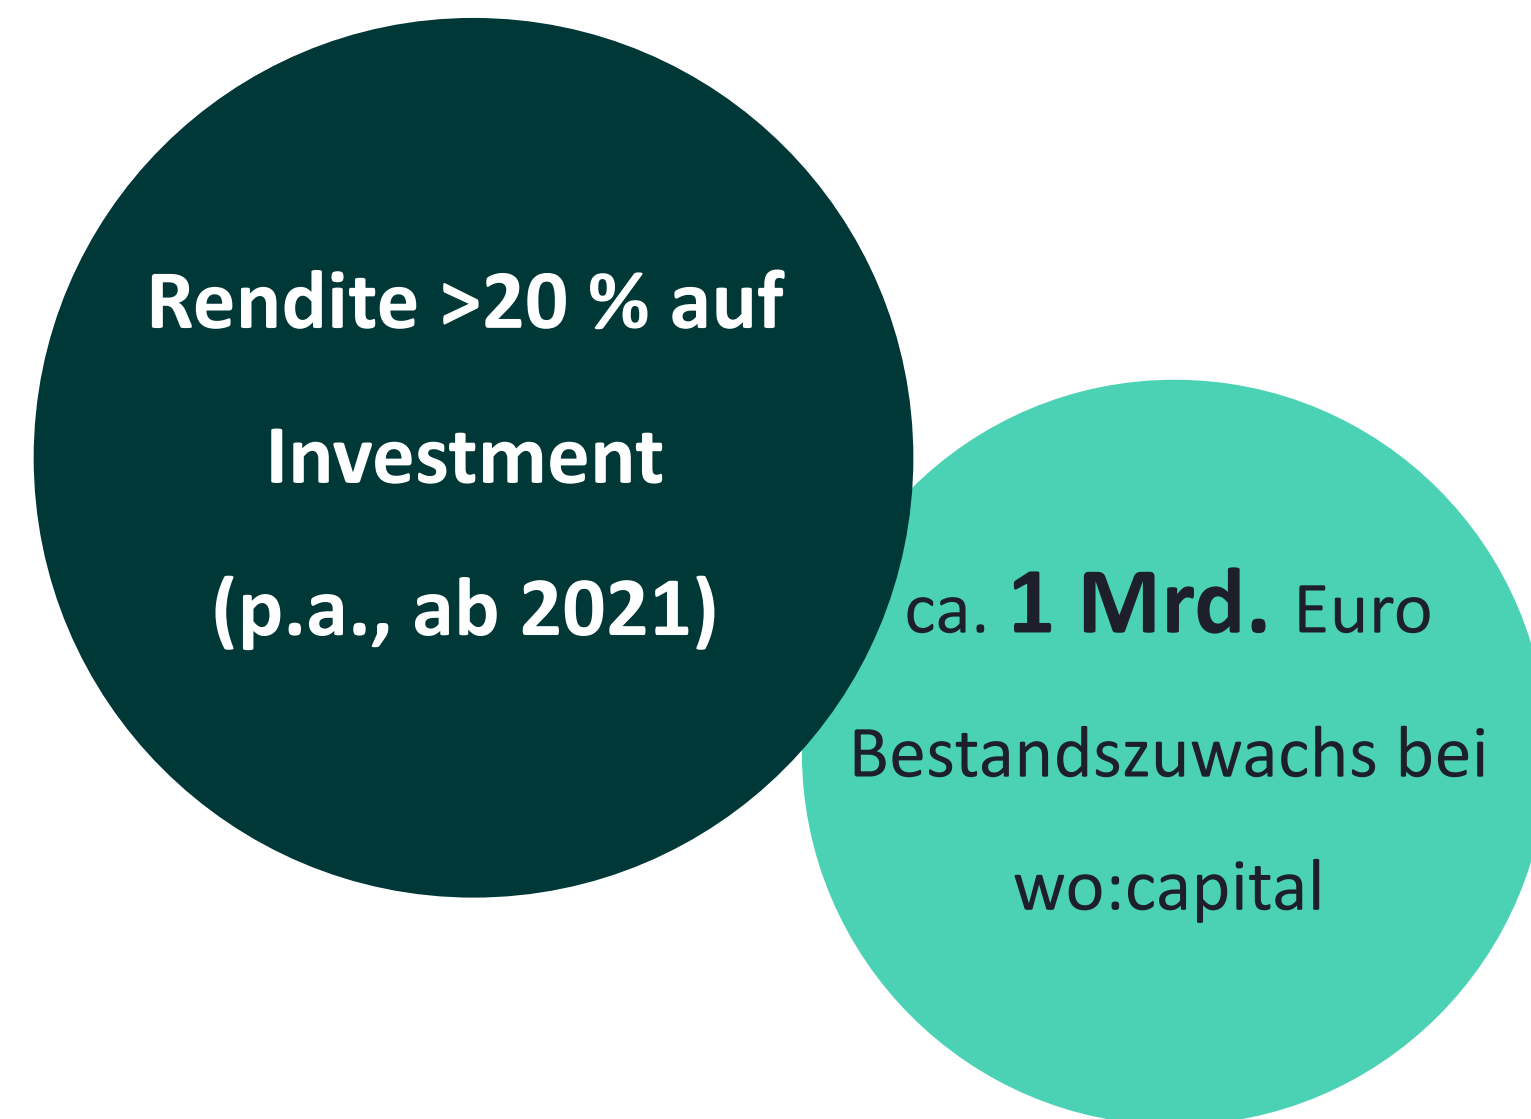 Rendite >20 % auf
Investment
(p.a., ab 2021)
ca. 1 Mrd. Euro
Bestandszuwachs bei
wo:capital